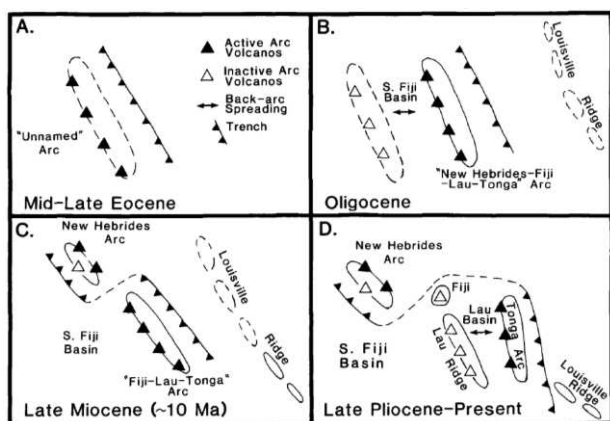 A.
Active Arc
Volcanos
Inactive Arc
Volcanos
Back-arc
Spreading
Trench
"Unnamed"
Arc
Mid-Late Eocene
B.
Louisville
Ridge
S. Fiji
Basin
"New Hebrides-Fiji
-Lau-Tonga" Arc
Oligocene
C.
New Hebrides
Arc
Louisville
Ridge
S. Fiji
Basin
"Fiji-Lau-Tonga"
Arc
Late Miocene (~10 Ma)
D.
New Hebrides
Arc
Fiji
Lau
Basin
Tonga Arc
S. Fiji
Basin
Lau Ridge
Louisville
Ridge
Late Pliocene-Present